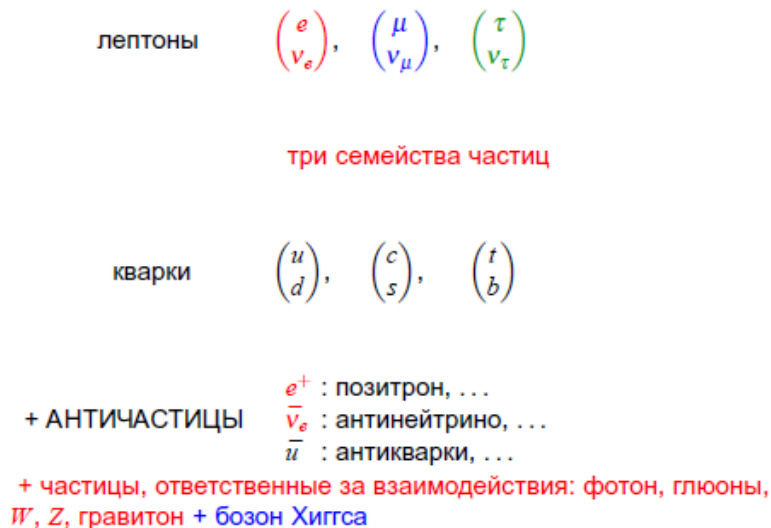 лептоны (e ν_e), (μ ν_μ), (τ ν_τ)
три семейства частиц
кварки (u d), (c s), (t b)
e⁺ : позитрон, ...
+ АНТИЧАСТИЦЫ ν̅_e : антинейтрино, ...
u̅ : антикварки, ...
+ частицы, ответственные за взаимодействия: фотон, глюоны,
W, Z, гравитон + бозон Хиггса